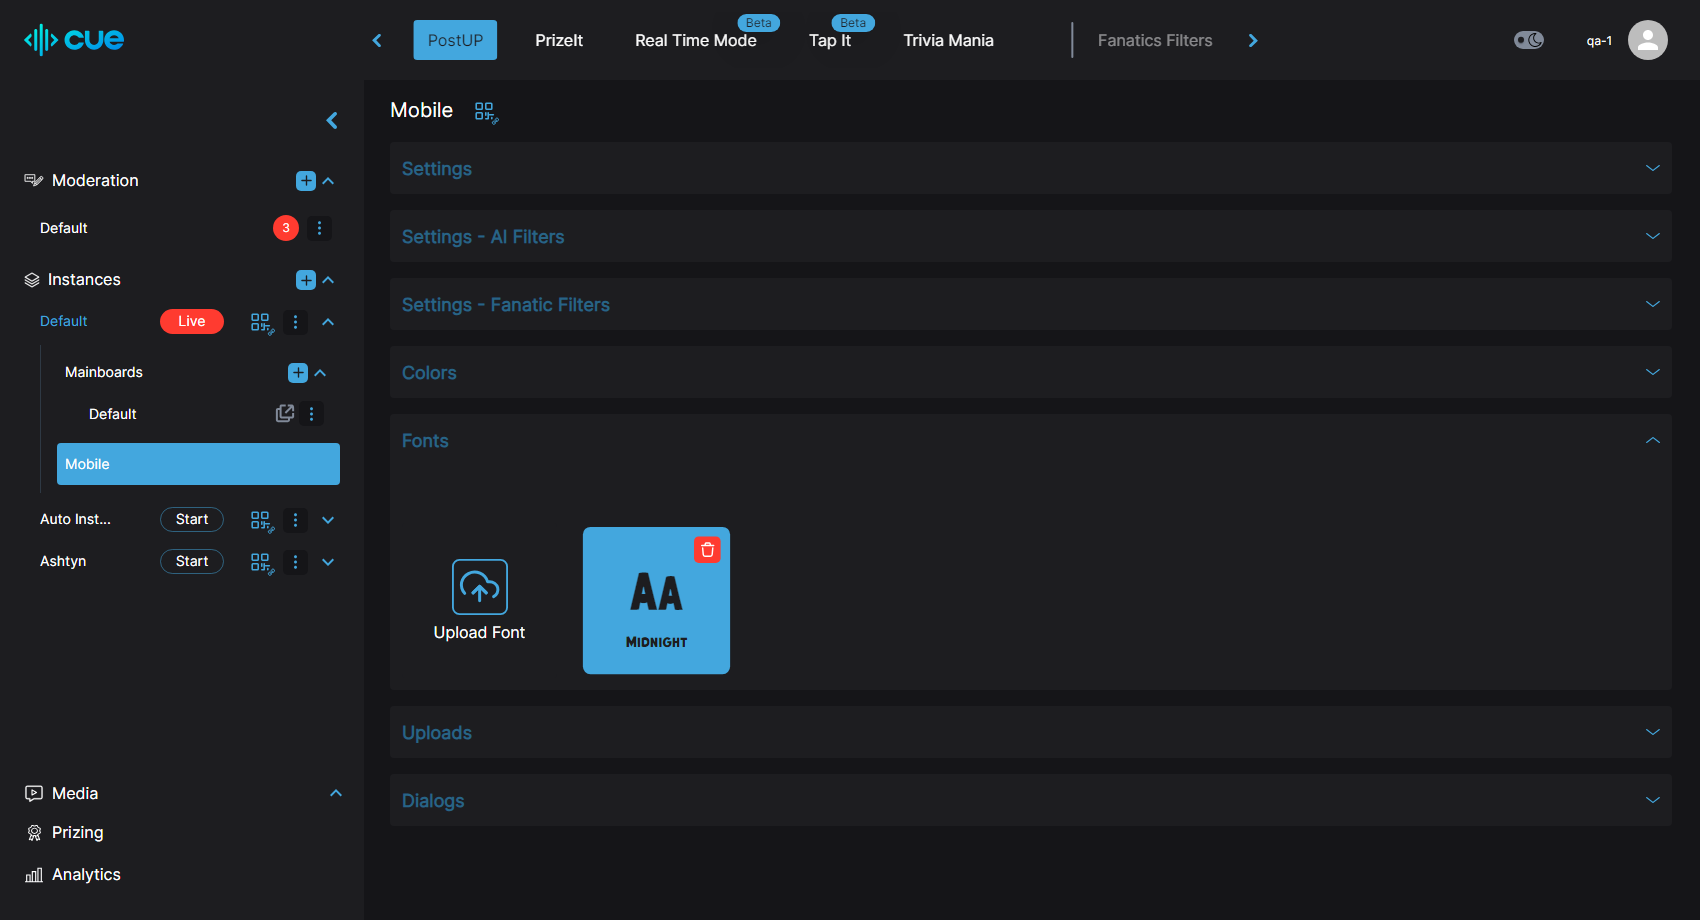 cue
PostUP
PrizeIt
Real Time Mode
Beta
Tap It
Beta
Trivia Mania
Fanatics Filters
qa-1
Moderation
Default
3
Instances
Default
Live
Mainboards
Default
Mobile
Auto Inst...
Start
Ashtyn
Start
Media
Prizing
Analytics
Mobile
Settings
Settings - AI Filters
Settings - Fanatic Filters
Colors
Fonts
Upload Font
Aa
Midnight
Uploads
Dialogs